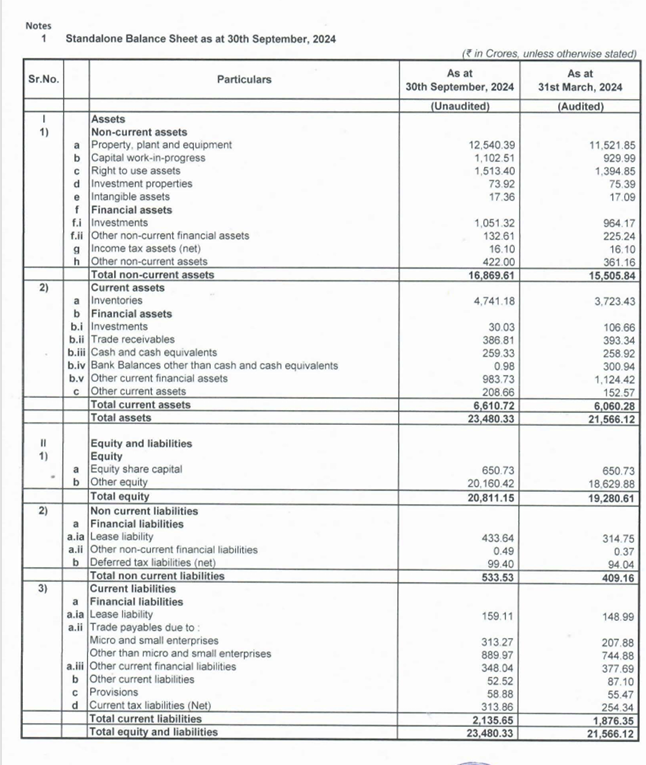 Notes
1 Standalone Balance Sheet as at 30th September, 2024
(₹ in Crores, unless otherwise stated)
Sr.No. Particulars As at 30th September, 2024 As at 31st March, 2024
(Unaudited) (Audited)
I Assets
1) Non-current assets
a Property, plant and equipment 12,540.39 11,521.85
b Capital work-in-progress 1,102.51 929.99
c Right to use assets 1,513.40 1,394.85
d Investment properties 73.92 75.39
e Intangible assets 17.36 17.09
f Financial assets
f.i Investments 1,051.32 964.17
f.ii Other non-current financial assets 132.61 225.24
g Income tax assets (net) 16.10 16.10
h Other non-current assets 422.00 361.16
Total non-current assets 16,869.61 15,505.84
2) Current assets
a Inventories 4,741.18 3,723.43
b Financial assets
b.i Investments 30.03 106.66
b.ii Trade receivables 386.81 393.34
b.iii Cash and cash equivalents 259.33 258.92
b.iv Bank Balances other than cash and cash equivalents 0.98 300.94
b.v Other current financial assets 983.73 1,124.42
c Other current assets 208.66 152.57
Total current assets 6,610.72 6,060.28
Total assets 23,480.33 21,566.12
II Equity and liabilities
1) Equity
a Equity share capital 650.73 650.73
b Other equity 20,160.42 18,629.88
Total equity 20,811.15 19,280.61
2) Non current liabilities
a Financial liabilities
a.ia Lease liability 433.64 314.75
a.ii Other non-current financial liabilities 0.49 0.37
b Deferred tax liabilities (net) 99.40 94.04
Total non current liabilities 533.53 409.16
3) Current liabilities
a Financial liabilities
a.ia Lease liability 159.11 148.99
a.ii Trade payables due to :
Micro and small enterprises 313.27 207.88
Other than micro and small enterprises 889.97 744.88
a.iii Other current financial liabilities 348.04 377.69
b Other current liabilities 52.52 87.10
c Provisions 58.88 55.47
d Current tax liabilities (Net) 313.86 254.34
Total current liabilities 2,135.65 1,876.35
Total equity and liabilities 23,480.33 21,566.12